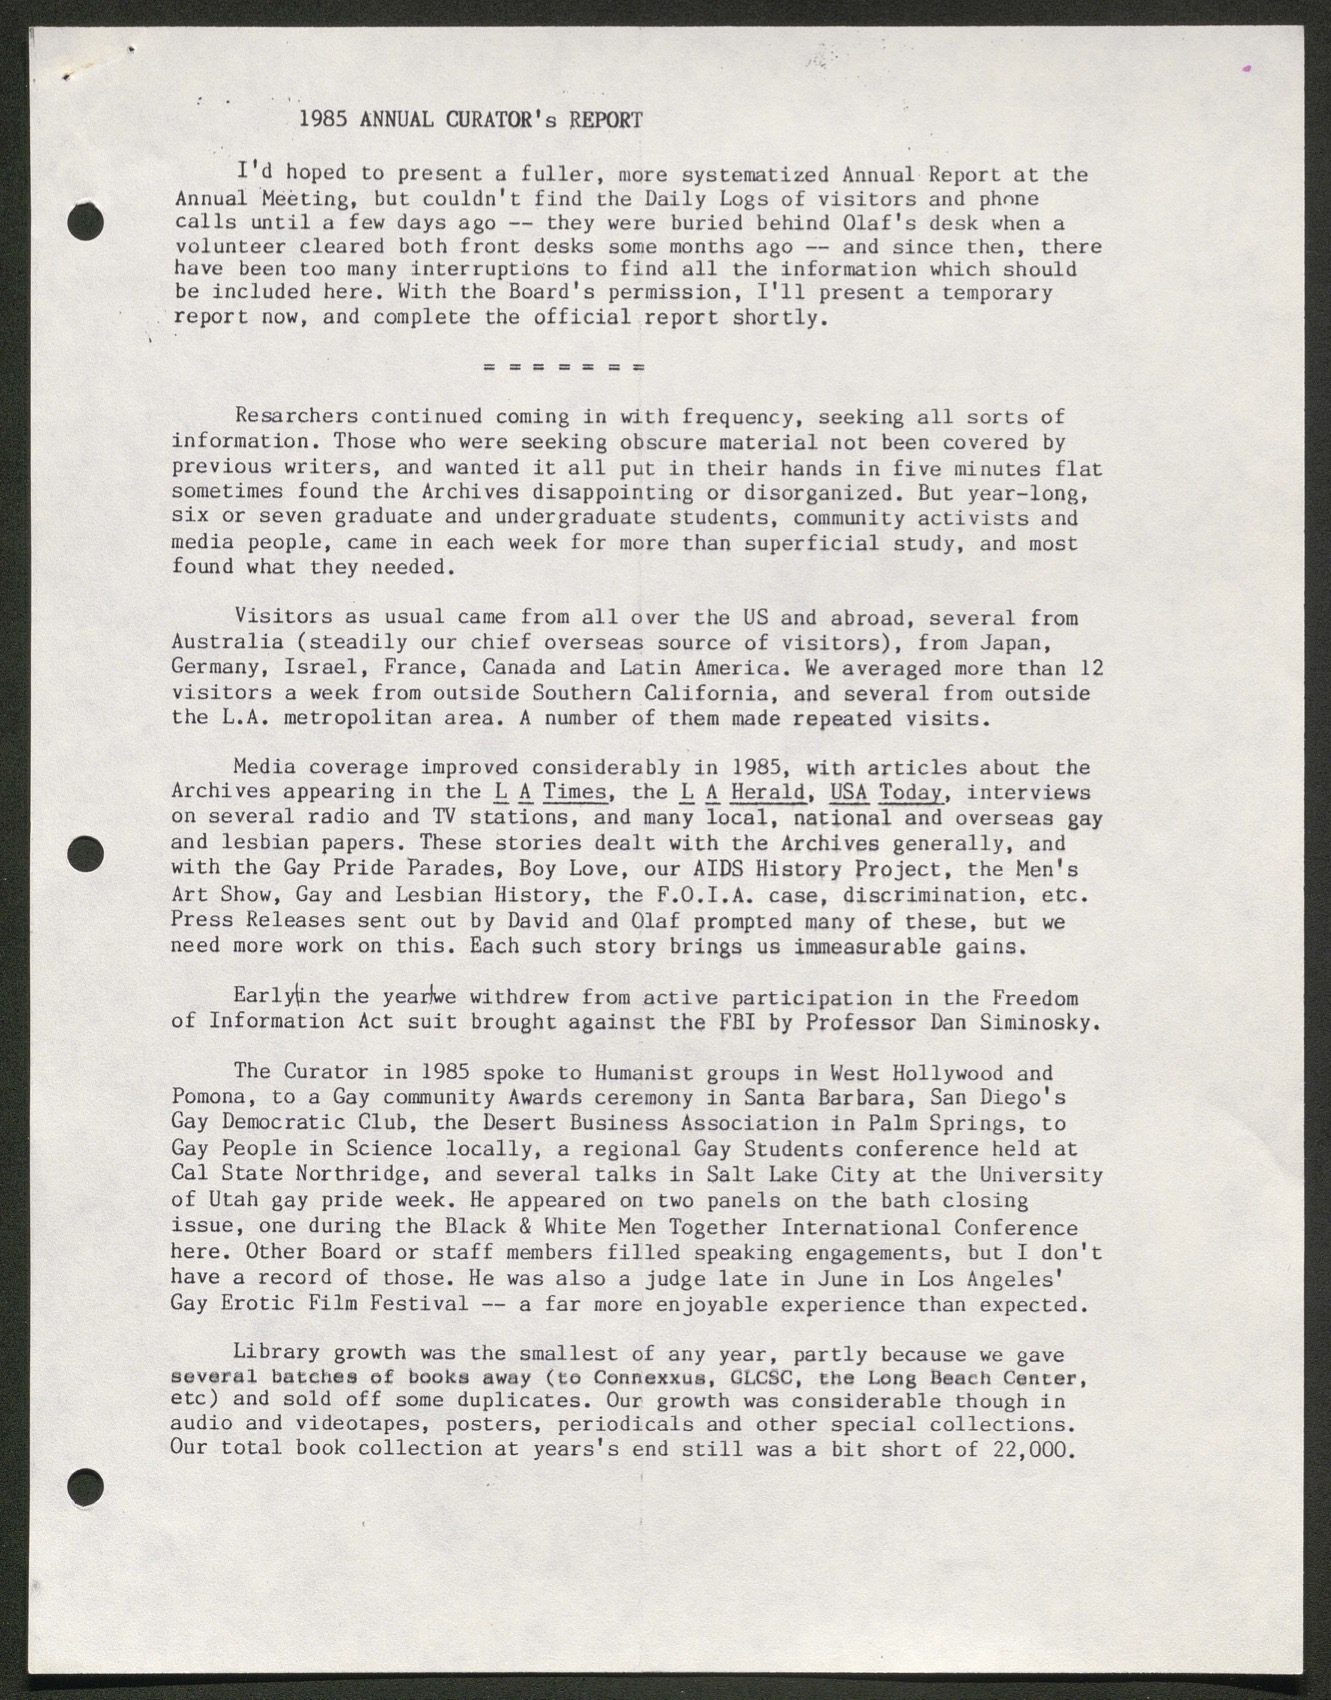 1985 ANNUAL CURATOR's REPORT
I'd hoped to present a fuller, more systematized Annual Report at the
Annual Meeting, but couldn't find the Daily Logs of visitors and phone
calls until a few days ago -- they were buried behind Olaf's desk when a
volunteer cleared both front desks some months ago -- and since then, there
have been too many interruptions to find all the information which should
be included here. With the Board's permission, I'll present a temporary
report now, and complete the official report shortly.
= = = = = = =
Resarchers continued coming in with frequency, seeking all sorts of
information. Those who were seeking obscure material not been covered by
previous writers, and wanted it all put in their hands in five minutes flat
sometimes found the Archives disappointing or disorganized. But year-long,
six or seven graduate and undergraduate students, community activists and
media people, came in each week for more than superficial study, and most
found what they needed.
Visitors as usual came from all over the US and abroad, several from
Australia (steadily our chief overseas source of visitors), from Japan,
Germany, Israel, France, Canada and Latin America. We averaged more than 12
visitors a week from outside Southern California, and several from outside
the L.A. metropolitan area. A number of them made repeated visits.
Media coverage improved considerably in 1985, with articles about the
Archives appearing in the L A Times, the L A Herald, USA Today, interviews
on several radio and TV stations, and many local, national and overseas gay
and lesbian papers. These stories dealt with the Archives generally, and
with the Gay Pride Parades, Boy Love, our AIDS History Project, the Men's
Art Show, Gay and Lesbian History, the F.O.I.A. case, discrimination, etc.
Press Releases sent out by David and Olaf prompted many of these, but we
need more work on this. Each such story brings us immeasurable gains.
Early in the year we withdrew from active participation in the Freedom
of Information Act suit brought against the FBI by Professor Dan Siminosky.
The Curator in 1985 spoke to Humanist groups in West Hollywood and
Pomona, to a Gay community Awards ceremony in Santa Barbara, San Diego's
Gay Democratic Club, the Desert Business Association in Palm Springs, to
Gay People in Science locally, a regional Gay Students conference held at
Cal State Northridge, and several talks in Salt Lake City at the University
of Utah gay pride week. He appeared on two panels on the bath closing
issue, one during the Black & White Men Together International Conference
here. Other Board or staff members filled speaking engagements, but I don't
have a record of those. He was also a judge late in June in Los Angeles'
Gay Erotic Film Festival -- a far more enjoyable experience than expected.
Library growth was the smallest of any year, partly because we gave
several batches of books away (to Connexxus, GLCSC, the Long Beach Center,
etc) and sold off some duplicates. Our growth was considerable though in
audio and videotapes, posters, periodicals and other special collections.
Our total book collection at years's end still was a bit short of 22,000.